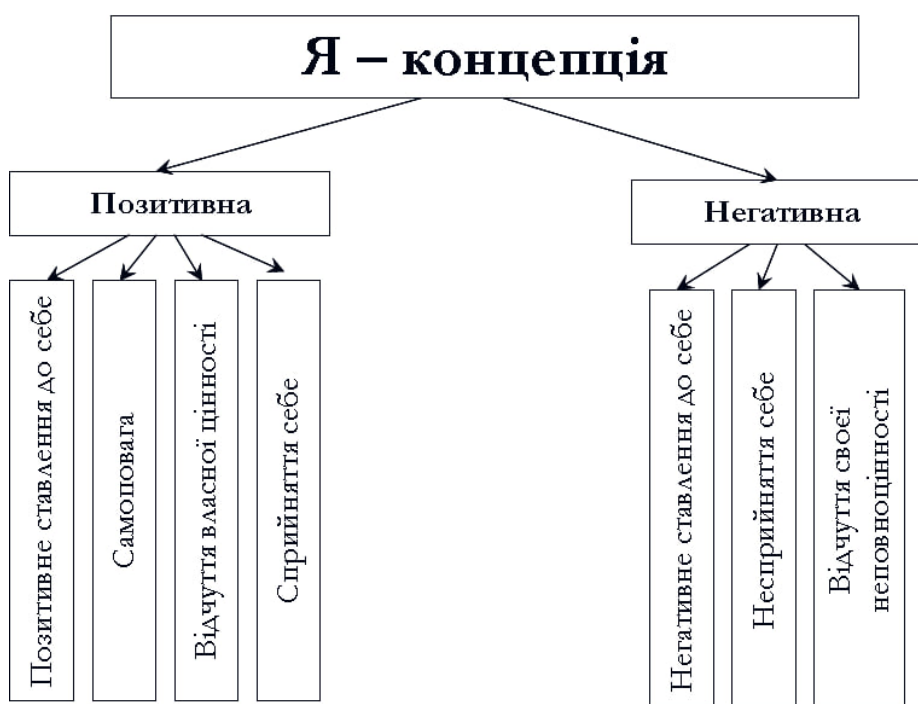 Я – концепція
Позитивна
Негативна
Позитивне ставлення до себе
Самоповага
Відчуття власної цінності
Сприйняття себе
Негативне ставлення до себе
Несприйняття себе
Відчуття своєї
неповноцінності